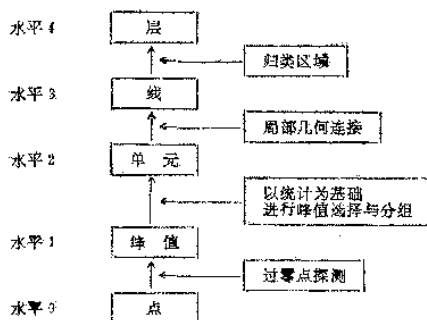 水平 4 层
归类区填
水平 3 线
局部几何连接
水平 2 单 元
以统计为基础
进行峰值选择与分组
水平 1 峰 值
过零点探测
水平 0 点